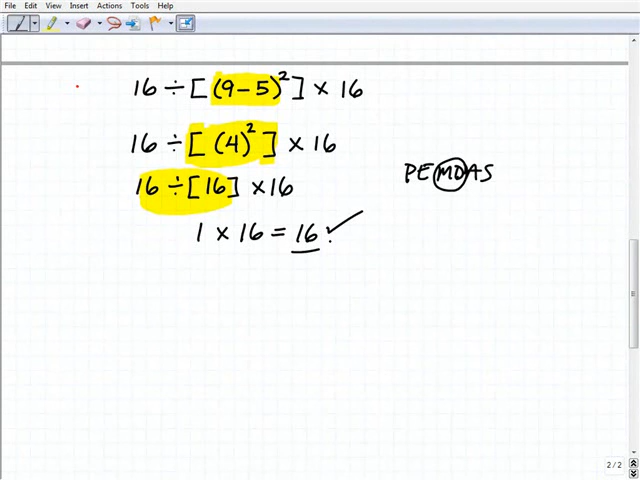 File Edit View Insert Actions Tools Help
16 ÷ [(9 – 5)²] × 16
16 ÷ [(4)²] × 16
PEMDAS
16 ÷ [16] × 16
1 × 16 = 16 ✓
2 / 2